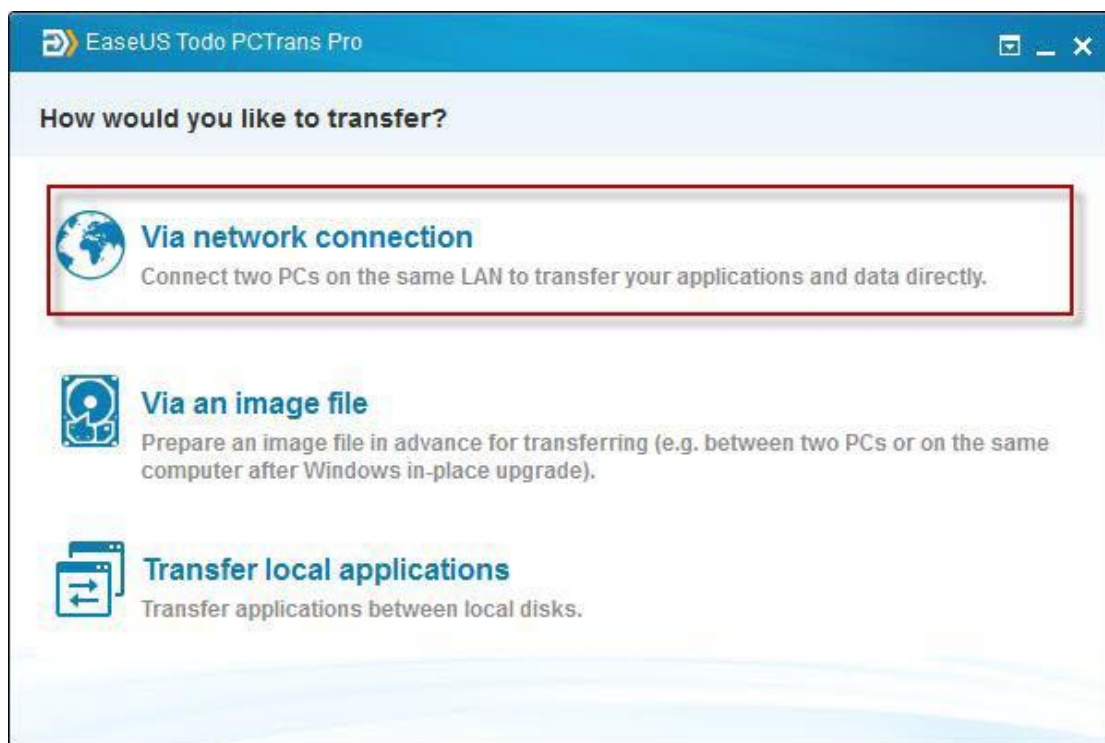 EaseUS Todo PCTrans Pro
How would you like to transfer?
Via network connection
Connect two PCs on the same LAN to transfer your applications and data directly.
Via an image file
Prepare an image file in advance for transferring (e.g. between two PCs or on the same
computer after Windows in-place upgrade).
Transfer local applications
Transfer applications between local disks.